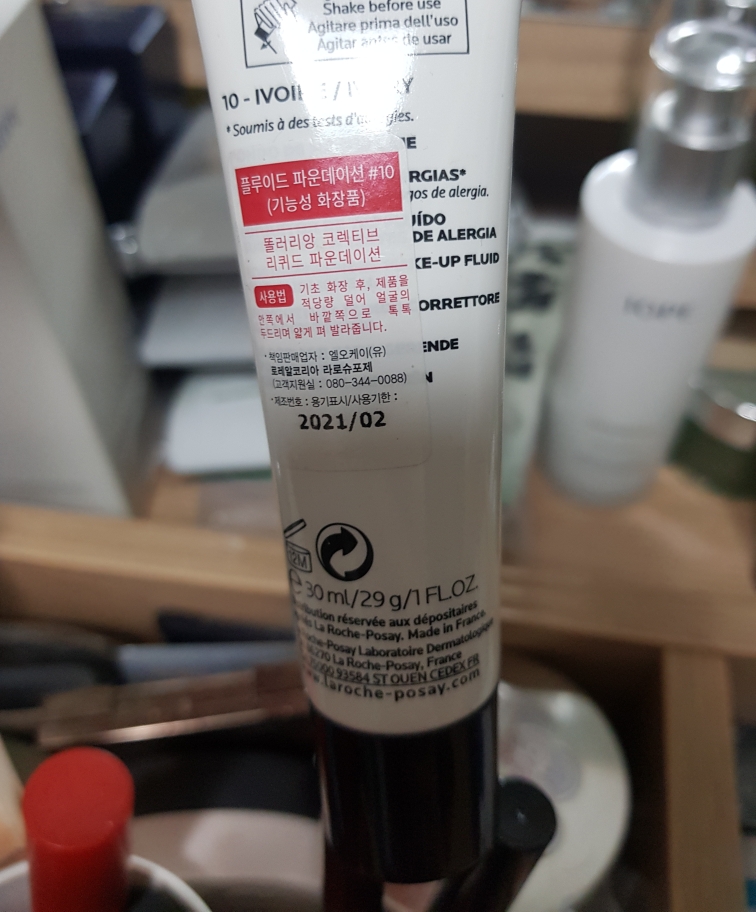 Shake before use
Agitare prima dell'uso
Agitar antes de usar
10 - IVOIRE / IVORY
*Soumis à des tests d'allergies.
RGIAS*
gos de alergia.
플루이드 파운데이션 #10
(기능성 화장품)
UÍDO
DE ALERGIA
똘러리앙 코렉티브
리퀴드 파운데이션
KE-UP FLUID
사용법 기초 화장 후, 제품을
적당량 덜어 얼굴의
안쪽에서 바깥쪽으로 톡톡
두드리며 얇게 펴 발라줍니다.
ORRETTORE
ENDE
N
*책임판매업자 : 엘오케이(유)
로레알코리아 라로슈포제
(고객지원실 : 080-344-0088)
*제조번호 : 용기표시/사용기한 :
2021/02
12M
e 30 ml/29 g/1 FL.OZ.
ribution réservée aux dépositaires
La Roche-Posay. Made in France.
che-Posay Laboratoire Dermatologique
86270 La Roche-Posay, France
93584 ST OUEN CEDEX FR
www.laroche-posay.com
IOPE